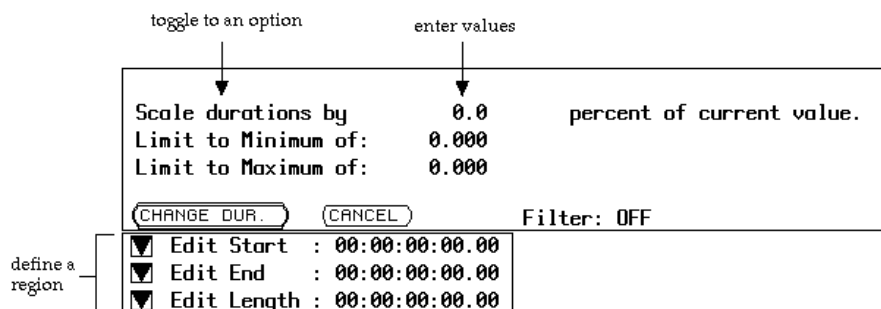 toggle to an option
enter values
Scale durations by 0.0 percent of current value.
Limit to Minimum of: 0.000
Limit to Maximum of: 0.000
CHANGE DUR. CANCEL Filter: OFF
define a
region
Edit Start : 00:00:00:00.00
Edit End : 00:00:00:00.00
Edit Length : 00:00:00:00.00